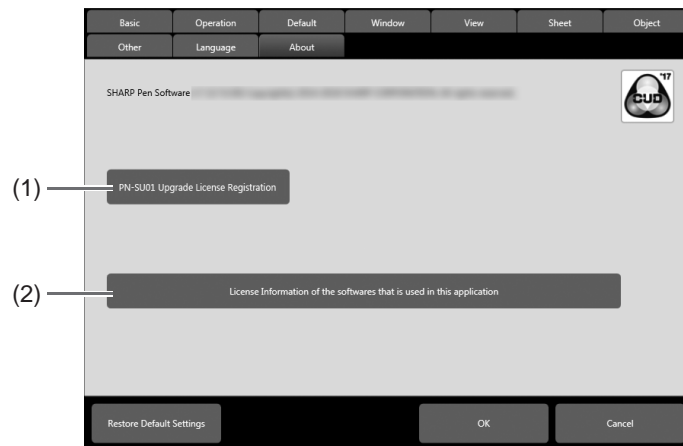 Basic Operation Default Window View Sheet Object
Other Language About
SHARP Pen Software
'17
CUD
(1) PN-SU01 Upgrade License Registration
(2) License Information of the softwares that is used in this application
Restore Default Settings OK Cancel